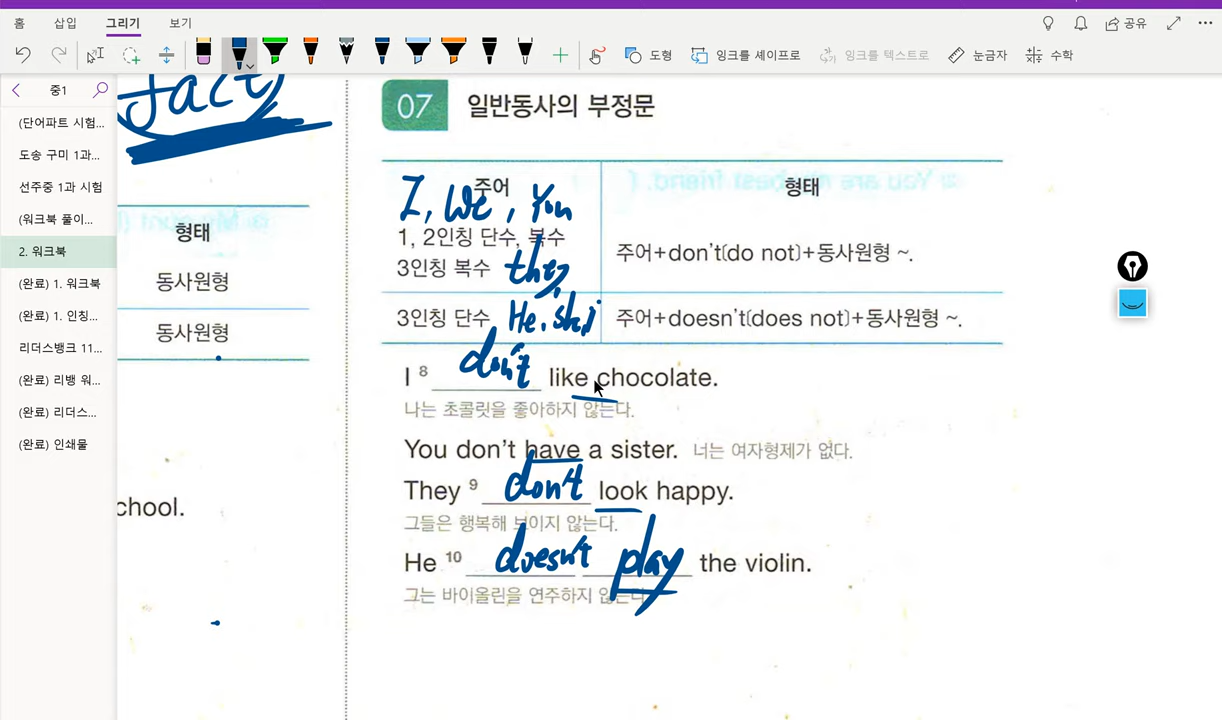 홈 삽입 그리기 보기
공유
도형 잉크를 셰이프로 잉크를 텍스트로 눈금자 수학
중1
(단어파트 시험...
도송 구미 1과...
선주중 1과 시험
(워크북 풀이...
2. 워크북
(완료) 1. 워크북
(완료) 1. 인칭...
리더스뱅크 11...
(완료) 리뱅 워...
(완료) 리더스...
(완료) 인쇄물
fact
형태
동사원형
동사원형
chool.
07 일반동사의 부정문
주어 형태
I, We, You
1, 2인칭 단수, 복수
3인칭 복수 they
주어+don't(do not)+동사원형 ~.
3인칭 단수 He, 주어+doesn't(does not)+동사원형 ~.
I 8 don't like chocolate.
나는 초콜릿을 좋아하지 않는다.
You don't have a sister. 너는 여자형제가 없다.
They 9 don't look happy.
그들은 행복해 보이지 않는다.
He 10 doesn't play the violin.
그는 바이올린을 연주하지 않는다.